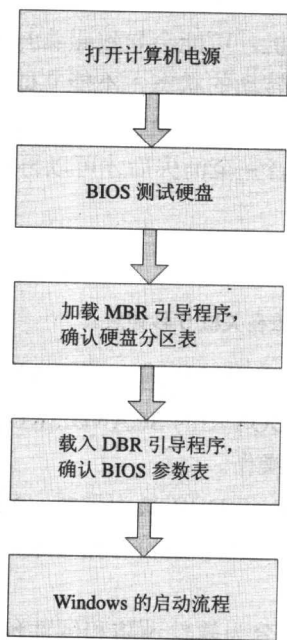 打开计算机电源
BIOS 测试硬盘
加载 MBR 引导程序，
确认硬盘分区表
载入 DBR 引导程序，
确认 BIOS 参数表
Windows 的启动流程